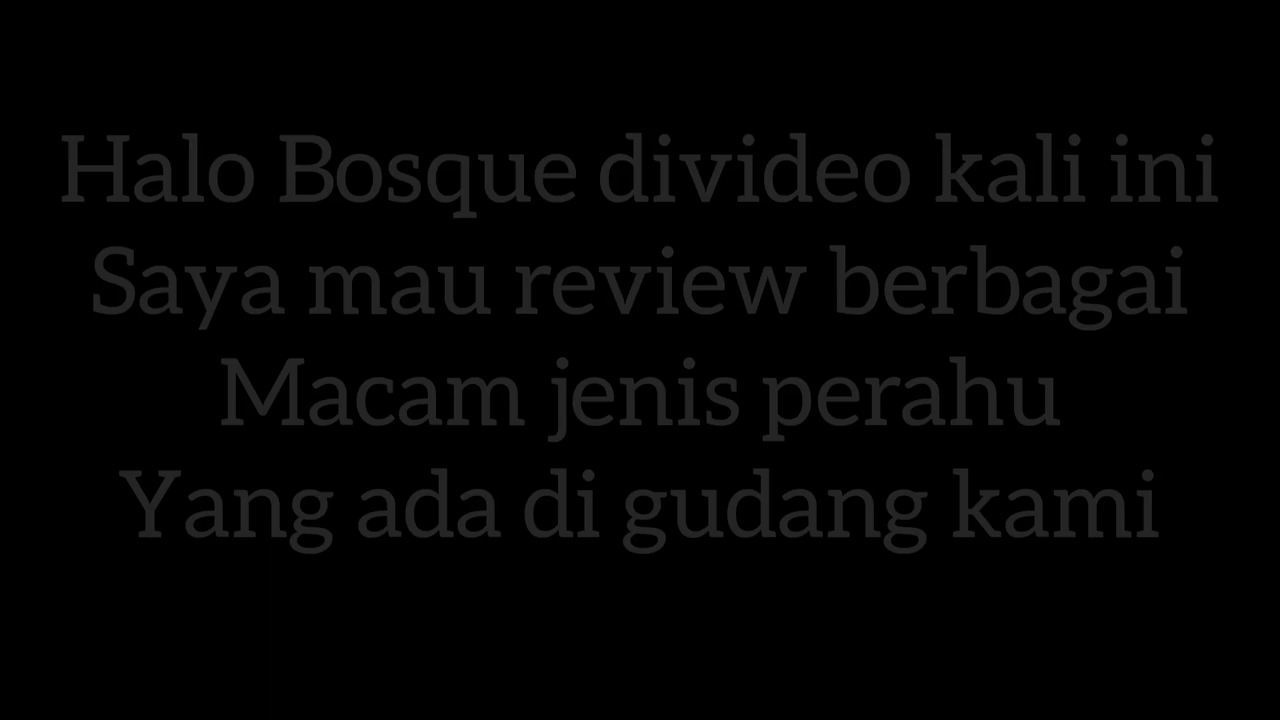 Halo Bosque divideo kali ini
Saya mau review berbagai
Macam jenis perahu
Yang ada di gudang kami